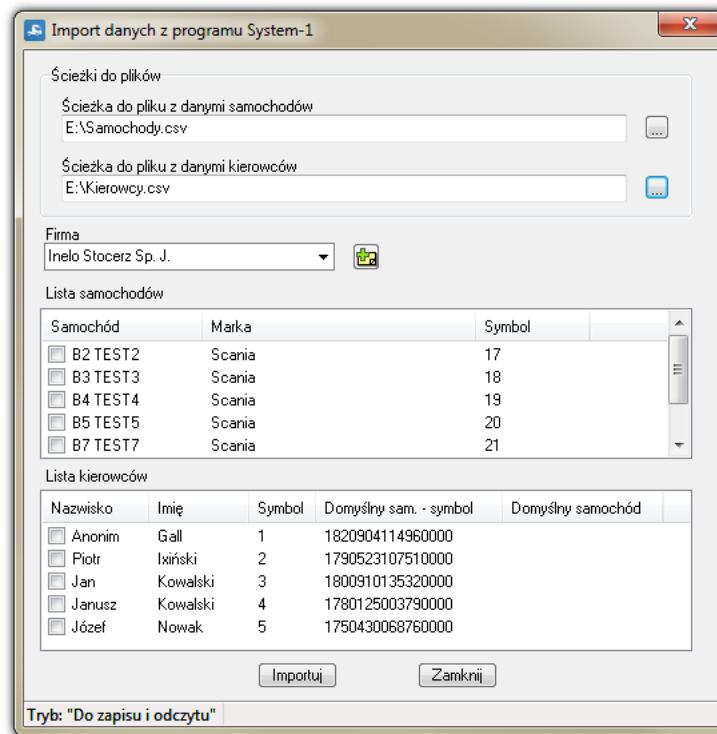 Import danych z programu System-1
Ścieżki do plików
Ścieżka do pliku z danymi samochodów
E:\Samochody.csv
...
Ścieżka do pliku z danymi kierowców
E:\Kierowcy.csv
...
Firma
Inelo Stocerz Sp. J.
Lista samochodów
Samochód Marka Symbol
B2 TEST2 Scania 17
B3 TEST3 Scania 18
B4 TEST4 Scania 19
B5 TEST5 Scania 20
B7 TEST7 Scania 21
Lista kierowców
Nazwisko Imię Symbol Domyślny sam. - symbol Domyślny samochód
Anonim Gall 1 1820904114960000
Piotr Ixiński 2 1790523107510000
Jan Kowalski 3 1800910135320000
Janusz Kowalski 4 1780125003790000
Józef Nowak 5 1750430068760000
Importuj Zamknij
Tryb: "Do zapisu i odczytu"